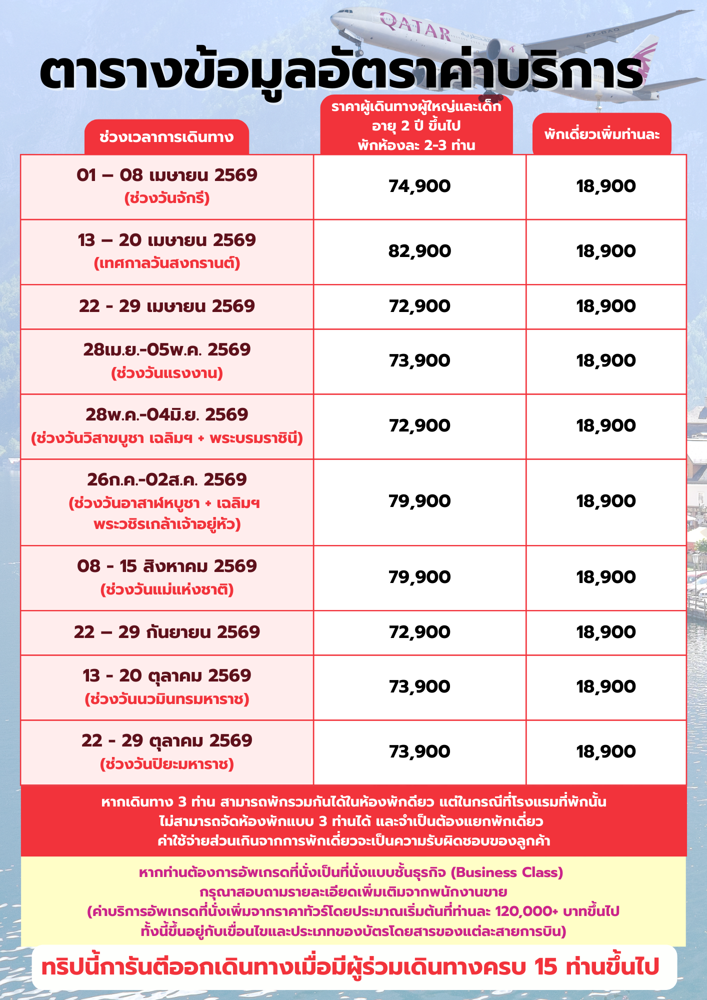 QATAR
القطرية
A7-BAQ
ตารางข้อมูลอัตราค่าบริการ
ช่วงเวลาการเดินทาง
ราคาผู้เดินทางผู้ใหญ่และเด็ก
อายุ 2 ปี ขึ้นไป
พักห้องละ 2-3 ท่าน
พักเดี่ยวเพิ่มท่านละ
01 – 08 เมษายน 2569
(ช่วงวันจักรี)
74,900
18,900
13 – 20 เมษายน 2569
(เทศกาลวันสงกรานต์)
82,900
18,900
22 - 29 เมษายน 2569
72,900
18,900
28เม.ย.-05พ.ค. 2569
(ช่วงวันแรงงาน)
73,900
18,900
28พ.ค.-04มิ.ย. 2569
(ช่วงวันวิสาขบูชา เฉลิมฯ + พระบรมราชินี)
72,900
18,900
26ก.ค.-02ส.ค. 2569
(ช่วงวันอาสาฬหบูชา + เฉลิมฯ
พระวชิรเกล้าเจ้าอยู่หัว)
79,900
18,900
08 - 15 สิงหาคม 2569
(ช่วงวันแม่แห่งชาติ)
79,900
18,900
22 – 29 กันยายน 2569
72,900
18,900
13 - 20 ตุลาคม 2569
(ช่วงวันนวมินทรมหาราช)
73,900
18,900
22 - 29 ตุลาคม 2569
(ช่วงวันปิยะมหาราช)
73,900
18,900
หากเดินทาง 3 ท่าน สามารถพักรวมกันได้ในห้องพักดียว แต่ในกรณีที่โรงแรมที่พักนั้น
ไม่สามารถจัดห้องพักแบบ 3 ท่านได้ และจำเป็นต้องแยกพักเดี่ยว
ค่าใช้จ่ายส่วนเกินจากการพักเดี่ยวจะเป็นความรับผิดชอบของลูกค้า
หากท่านต้องการอัพเกรดที่นั่งเป็นที่นั่งแบบชั้นธุรกิจ (Business Class)
กรุณาสอบถามรายละเอียดเพิ่มเติมจากพนักงานขาย
(ค่าบริการอัพเกรดที่นั่งเพิ่มจากราคาทัวร์โดยประมาณเริ่มต้นที่ท่านละ 120,000+ บาทขึ้นไป
ทั้งนี้ขึ้นอยู่กับเขื่อนไขและประเภทของบัตรโดยสารของแต่ละสายการบิน)
ทริปนี้การันตีออกเดินทางเมื่อมีผู้ร่วมเดินทางครบ 15 ท่านขึ้นไป